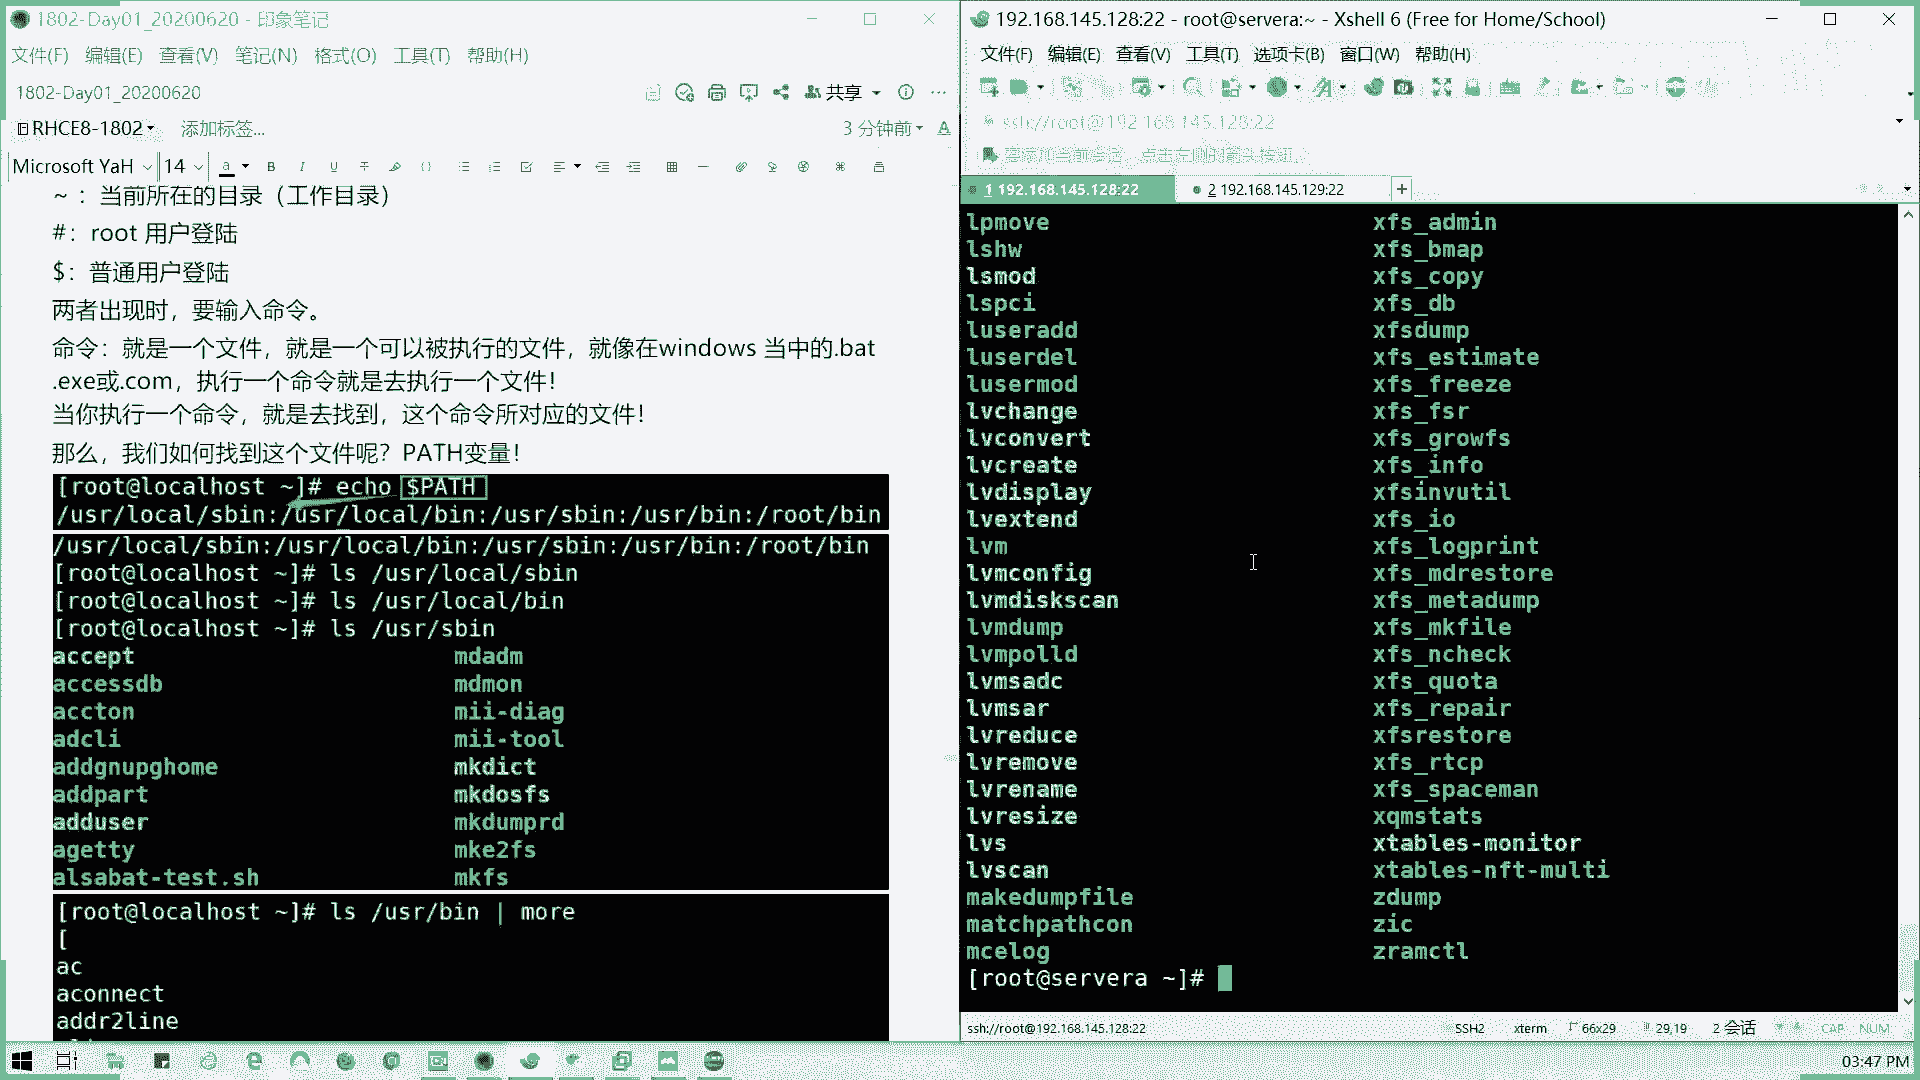 1802-Day01_20200620 - 印象笔记
文件(F) 编辑(E) 查看(V) 笔记(N) 格式(O) 工具(T) 帮助(H)
1802-Day01_20200620
共享
RHCE8-1802
添加标签...
3 分钟前
Microsoft YaH 14
~ ：当前所在的目录（工作目录）
#：root 用户登陆
$：普通用户登陆
两者出现时，要输入命令。
命令：就是一个文件，就是一个可以被执行的文件，就像在windows 当中的.bat
.exe或.com，执行一个命令就是去执行一个文件！
当你执行一个命令，就是去找到，这个命令所对应的文件！
那么，我们如何找到这个文件呢？PATH变量！
[root@localhost ~]# echo $PATH
/usr/local/sbin:/usr/local/bin:/usr/sbin:/usr/bin:/root/bin
/usr/local/sbin:/usr/local/bin:/usr/sbin:/usr/bin:/root/bin
[root@localhost ~]# ls /usr/local/sbin
[root@localhost ~]# ls /usr/local/bin
[root@localhost ~]# ls /usr/sbin
accept mdadm
accessdb mdmon
accton mii-diag
adcli mii-tool
addgnupghome mkdict
addpart mkdosfs
adduser mkdumprd
agetty mke2fs
alsabat-test.sh mkfs
[root@localhost ~]# ls /usr/bin | more
[
ac
aconnect
addr2line
192.168.145.128:22 - root@servera:~ - Xshell 6 (Free for Home/School)
文件(F) 编辑(E) 查看(V) 工具(T) 选项卡(B) 窗口(W) 帮助(H)
ssh://root@192.168.145.128:22
要添加当前会话，点击左侧的箭头按钮。
1 192.168.145.128:22
2 192.168.145.129:22
lpmove xfs_admin
lshw xfs_bmap
lsmod xfs_copy
lspci xfs_db
luseradd xfsdump
luserdel xfs_estimate
lusermod xfs_freeze
lvchange xfs_fsr
lvconvert xfs_growfs
lvcreate xfs_info
lvdisplay xfsinvutil
lvextend xfs_io
lvm xfs_logprint
lvmconfig xfs_mdrestore
lvmdiskscan xfs_metadump
lvmdump xfs_mkfile
lvmpolld xfs_ncheck
lvmsadc xfs_quota
lvmsar xfs_repair
lvreduce xfsrestore
lvremove xfs_rtcp
lvrename xfs_spaceman
lvresize xqmstats
lvs xtables-monitor
lvscan xtables-nft-multi
makedumpfile zdump
matchpathcon zic
mcelog zramctl
[root@servera ~]#
ssh://root@192.168.145.128:22 SSH2 xterm 66x29 29,19 2 会话 CAP NUM
03:47 PM